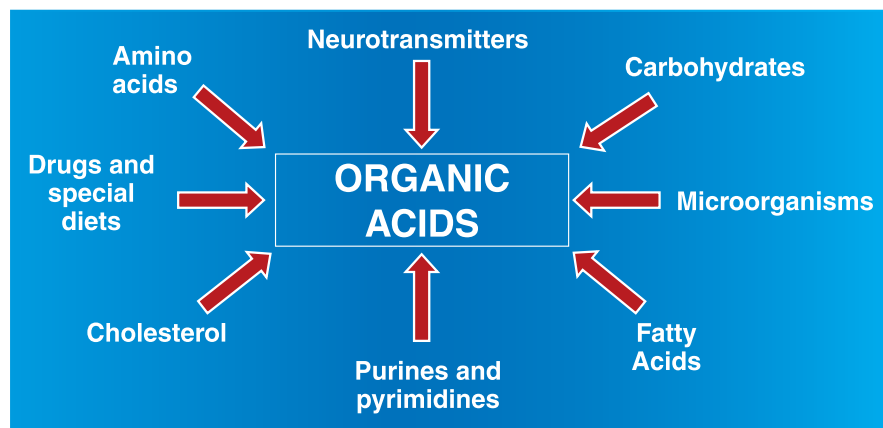 Neurotransmitters
Amino
acids
Carbohydrates
Drugs and
special
diets
ORGANIC
ACIDS
Microorganisms
Cholesterol
Purines and
pyrimidines
Fatty
Acids